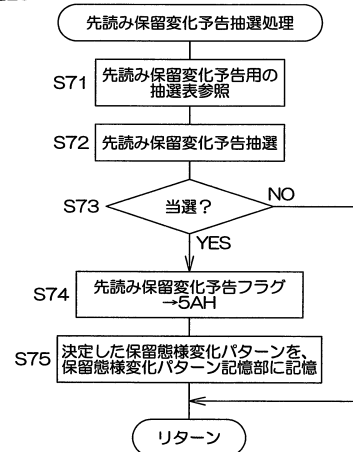 先読み保留変化予告抽選処理
S71
先読み保留変化予告用の
抽選表参照
S72
先読み保留変化予告抽選
S73
当選？
NO
YES
S74
先読み保留変化予告フラグ
→5AH
S75
決定した保留態様変化パターンを、
保留態様変化パターン記憶部に記憶
リターン